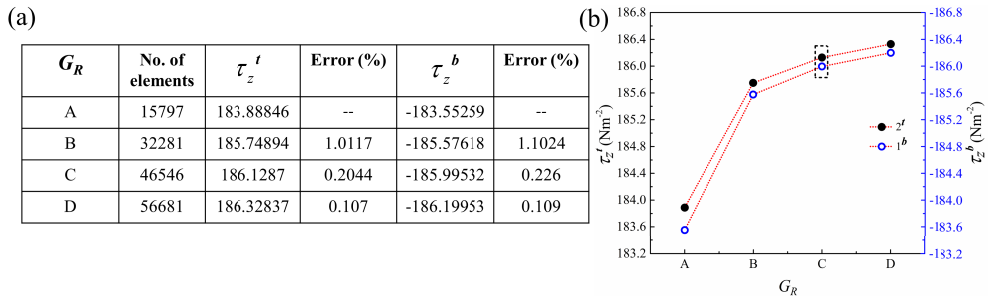 (a)
G_R No. of elements τ_z^t Error (%) τ_z^b Error (%)
A 15797 183.88846 -- -183.55259 --
B 32281 185.74894 1.0117 -185.57618 1.1024
C 46546 186.1287 0.2044 -185.99532 0.226
D 56681 186.32837 0.107 -186.19953 0.109
(b)
τ_z^t (Nm⁻²)
186.8
186.4
186.0
185.6
185.2
184.8
184.4
184.0
183.6
183.2
A B C D
G_R
2^t
1^b
-186.8
-186.4
-186.0
-185.6
-185.2
-184.8
-184.4
-184.0
-183.6
-183.2
τ_z^b (Nm⁻²)